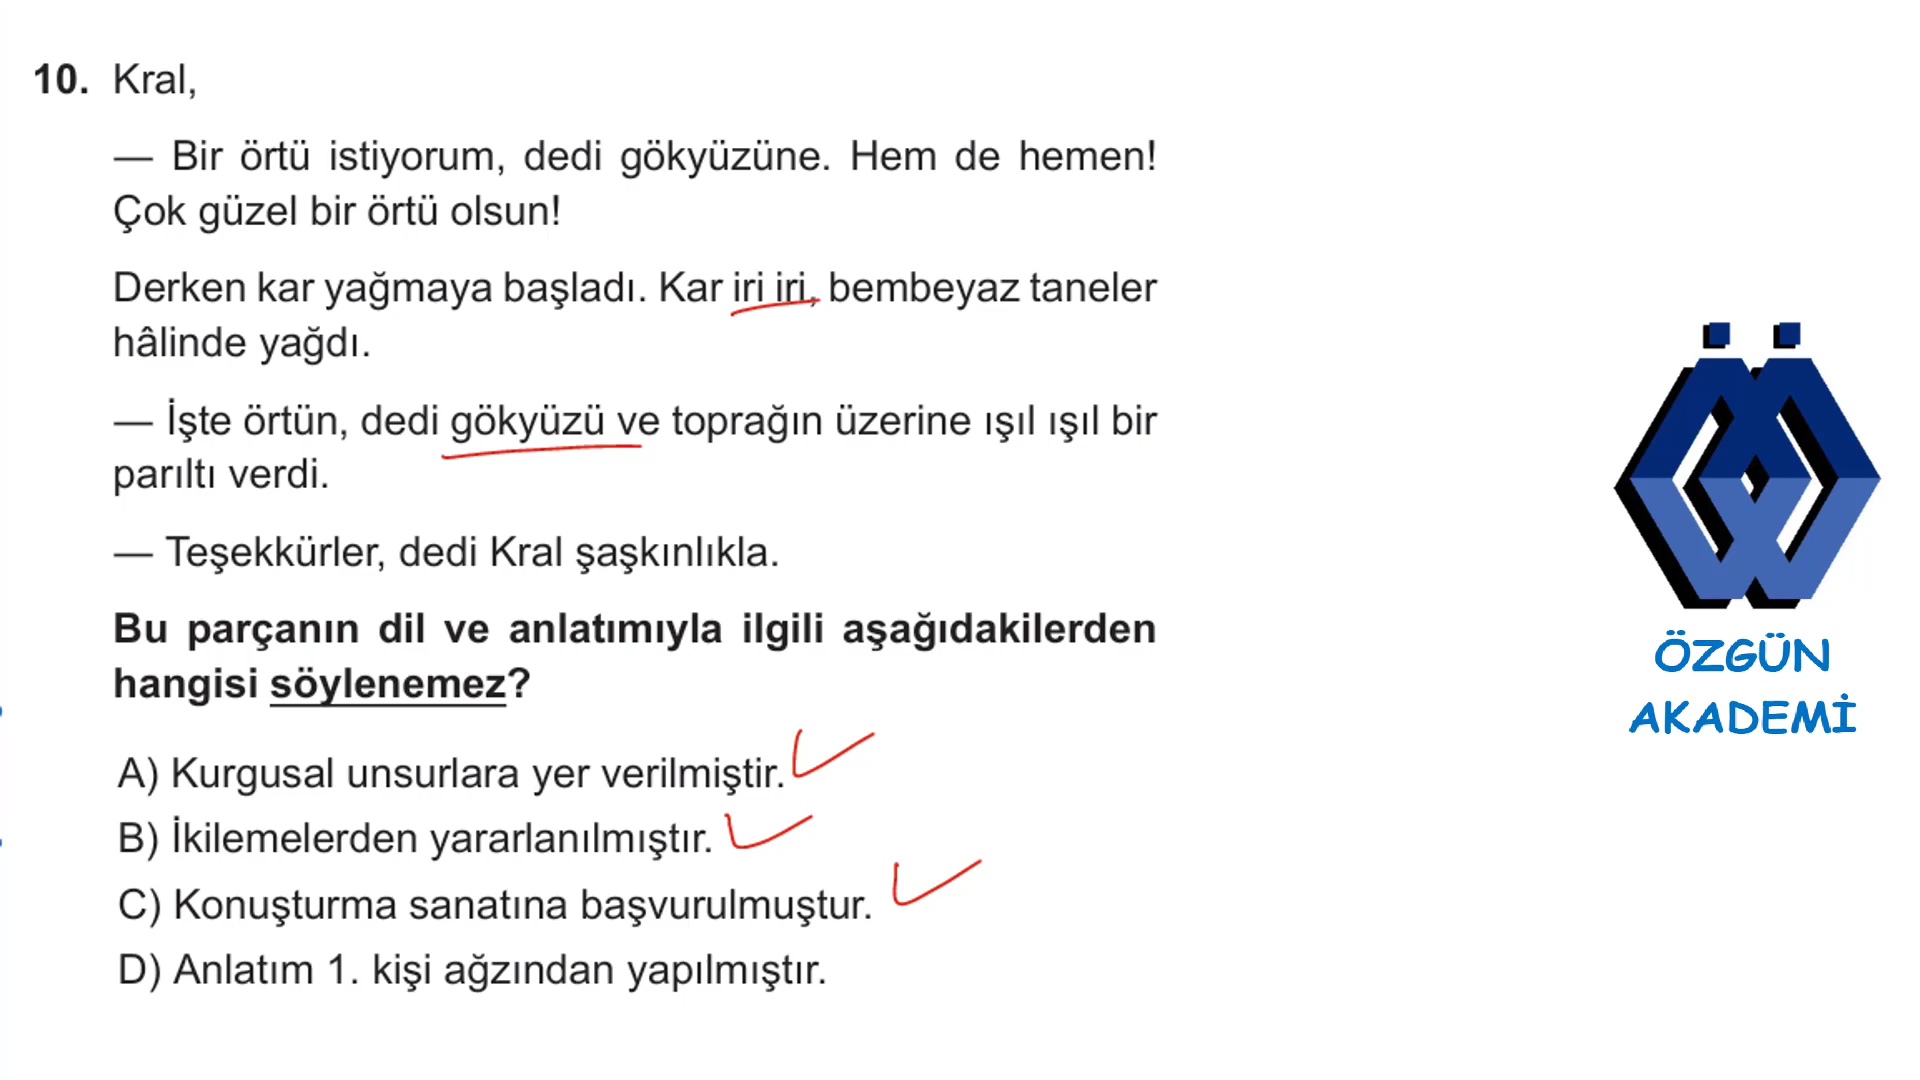 10. Kral,
— Bir örtü istiyorum, dedi gökyüzüne. Hem de hemen!
Çok güzel bir örtü olsun!
Derken kar yağmaya başladı. Kar iri iri, bembeyaz taneler
hâlinde yağdı.
— İşte örtün, dedi gökyüzü ve toprağın üzerine ışıl ışıl bir
parıltı verdi.
— Teşekkürler, dedi Kral şaşkınlıkla.
Bu parçanın dil ve anlatımıyla ilgili aşağıdakilerden
hangisi söylenemez?
A) Kurgusal unsurlara yer verilmiştir.
B) İkilemelerden yararlanılmıştır.
C) Konuşturma sanatına başvurulmuştur.
D) Anlatım 1. kişi ağzından yapılmıştır.
ÖZGÜN
AKADEMİ